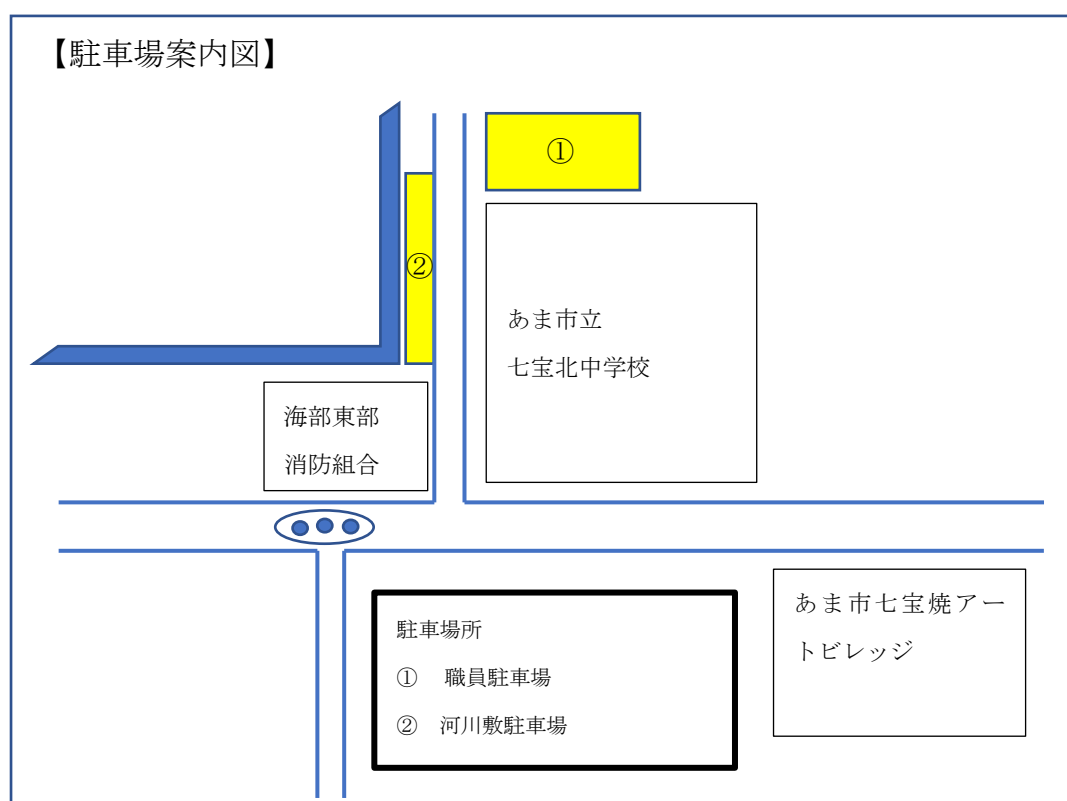 【駐車場案内図】
①
②
あま市立
七宝北中学校
海部東部
消防組合
駐車場所
① 職員駐車場
② 河川敷駐車場
あま市七宝焼アー
トビレッジ